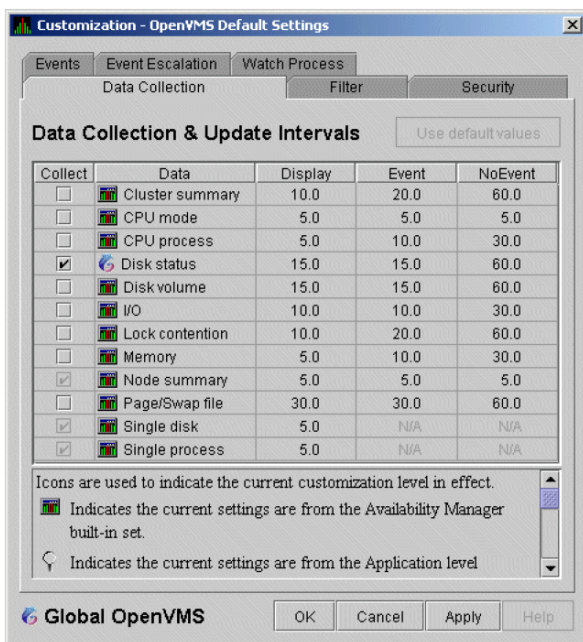 Customization - OpenVMS Default Settings
Events Event Escalation Watch Process
Data Collection Filter Security
Data Collection & Update Intervals Use default values
Collect Data Display Event NoEvent
Cluster summary 10.0 20.0 60.0
CPU mode 5.0 5.0 5.0
CPU process 5.0 10.0 30.0
Disk status 15.0 15.0 60.0
Disk volume 15.0 15.0 60.0
I/O 10.0 10.0 30.0
Lock contention 10.0 20.0 60.0
Memory 5.0 10.0 30.0
Node summary 5.0 5.0 5.0
Page/Swap file 30.0 30.0 60.0
Single disk 5.0 N/A N/A
Single process 5.0 N/A N/A
Icons are used to indicate the current customization level in effect.
Indicates the current settings are from the Availability Manager
built-in set.
Indicates the current settings are from the Application level
Global OpenVMS OK Cancel Apply Help